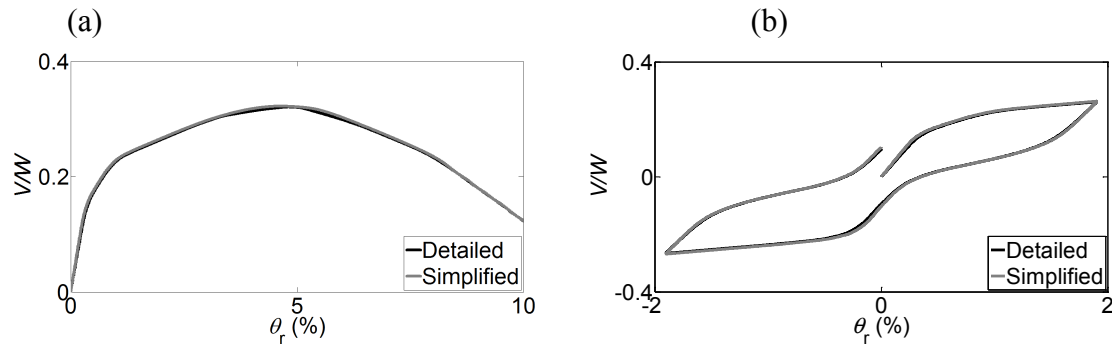 (a)
0.4
0.2
0
V/W
0
5
10
θr (%)
Detailed
Simplified
(b)
0.4
0
-0.4
V/W
-2
0
2
θr (%)
Detailed
Simplified